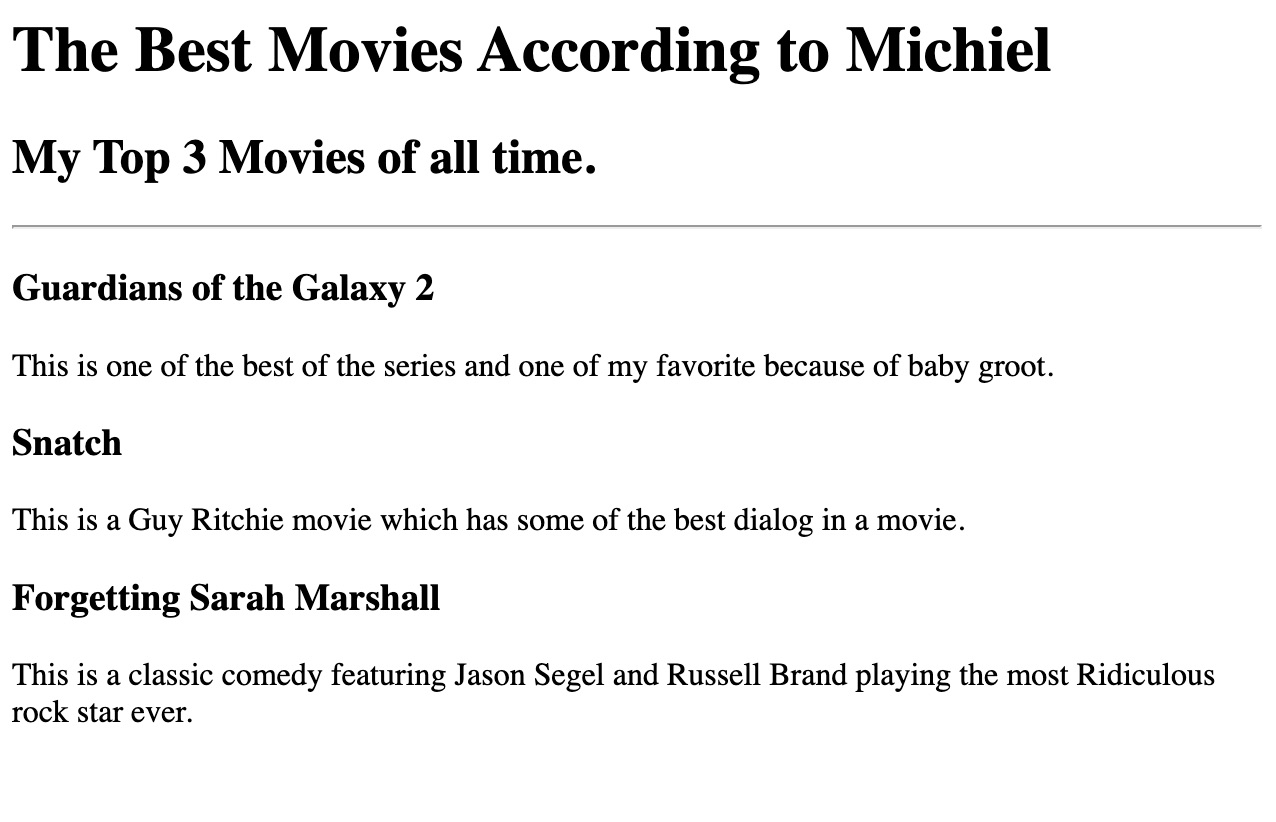 The Best Movies According to Michiel
My Top 3 Movies of all time.
Guardians of the Galaxy 2
This is one of the best of the series and one of my favorite because of baby groot.
Snatch
This is a Guy Ritchie movie which has some of the best dialog in a movie.
Forgetting Sarah Marshall
This is a classic comedy featuring Jason Segel and Russell Brand playing the most Ridiculous
rock star ever.